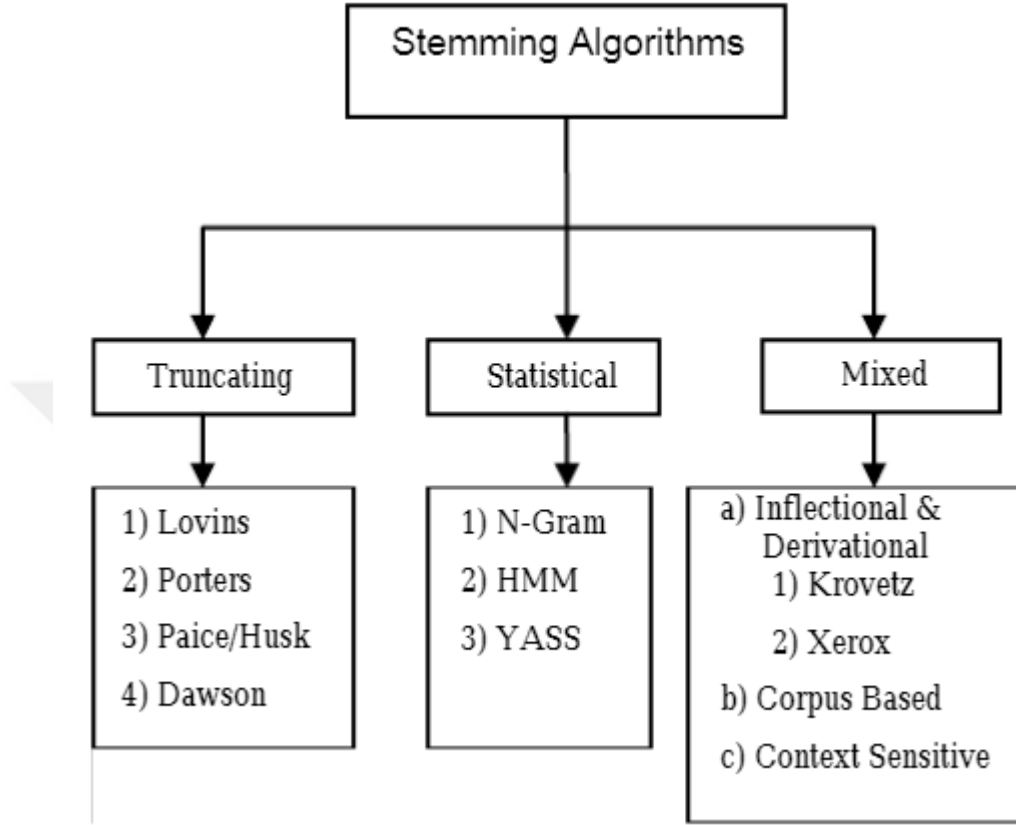 Stemming Algorithms
Truncating
Statistical
Mixed
1) Lovins
2) Porters
3) Paice/Husk
4) Dawson
1) N-Gram
2) HMM
3) YASS
a) Inflectional &
Derivational
1) Krovetz
2) Xerox
b) Corpus Based
c) Context Sensitive